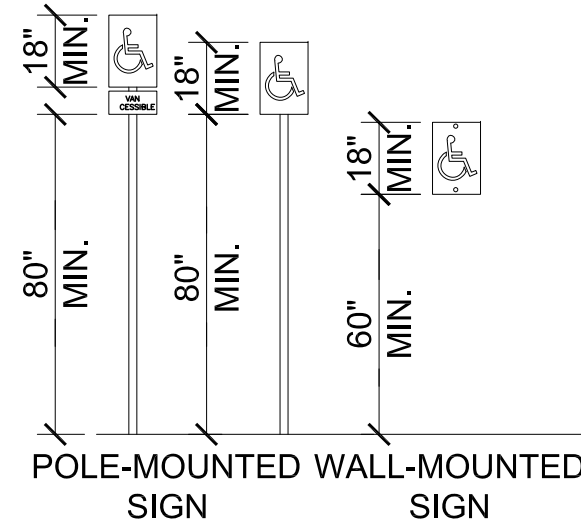 18"
MIN.
VAN
CESSIBLE
80"
MIN.
18"
MIN.
80"
MIN.
18"
MIN.
60"
MIN.
POLE-MOUNTED
SIGN
WALL-MOUNTED
SIGN